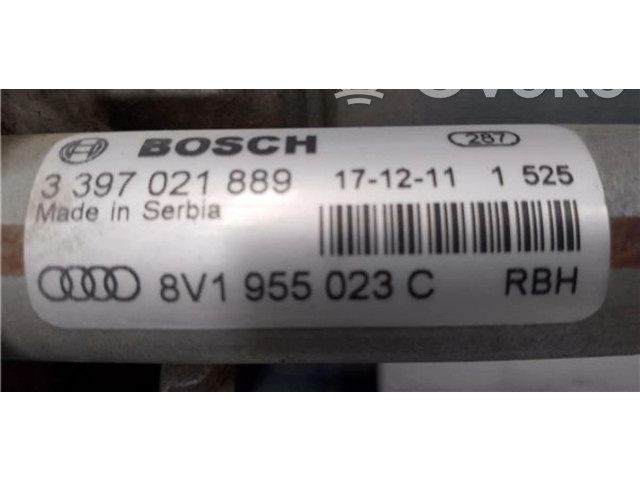 BOSCH 287
3 397 021 889 17-12-11 1 525
Made in Serbia
8V1 955 023 C RBH